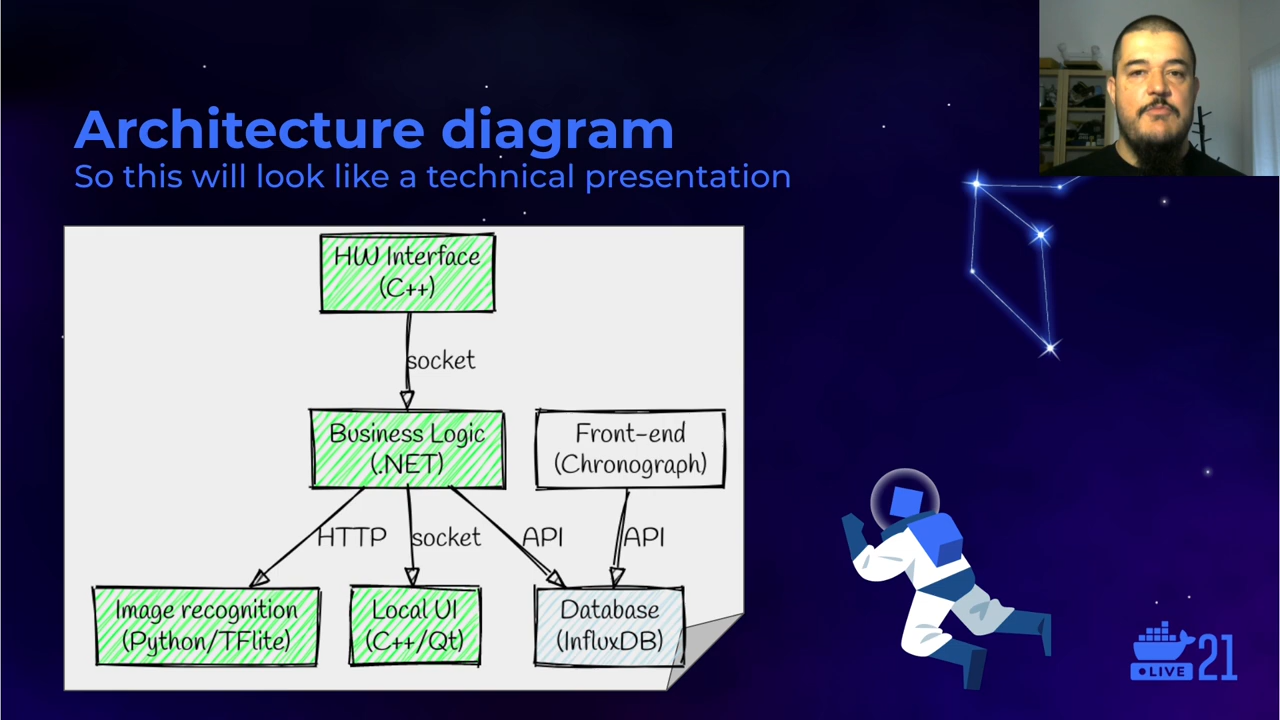 Architecture diagram
So this will look like a technical presentation
HW Interface
(C++)
socket
Business Logic
(.NET)
Front-end
(Chronograph)
HTTP
socket
API
API
Image recognition
(Python/TFlite)
Local UI
(C++/Qt)
Database
(InfluxDB)
LIVE 21